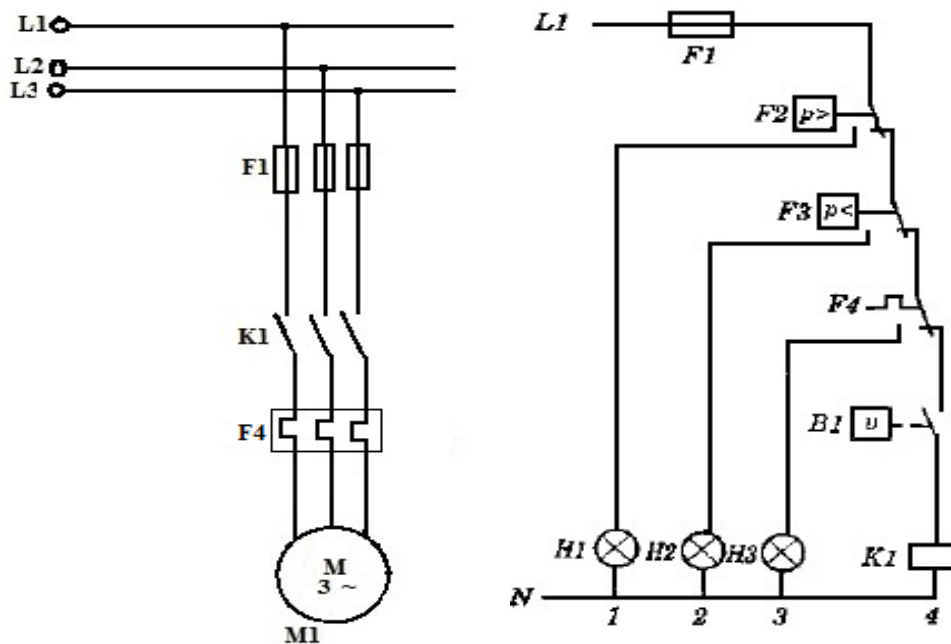 L1
L2
L3
F1
K1
F4
M
3 ~
M1
L1
F1
F2 p>
F3 p<
F4
B1 υ
H1 H2 H3 K1
N
1 2 3 4